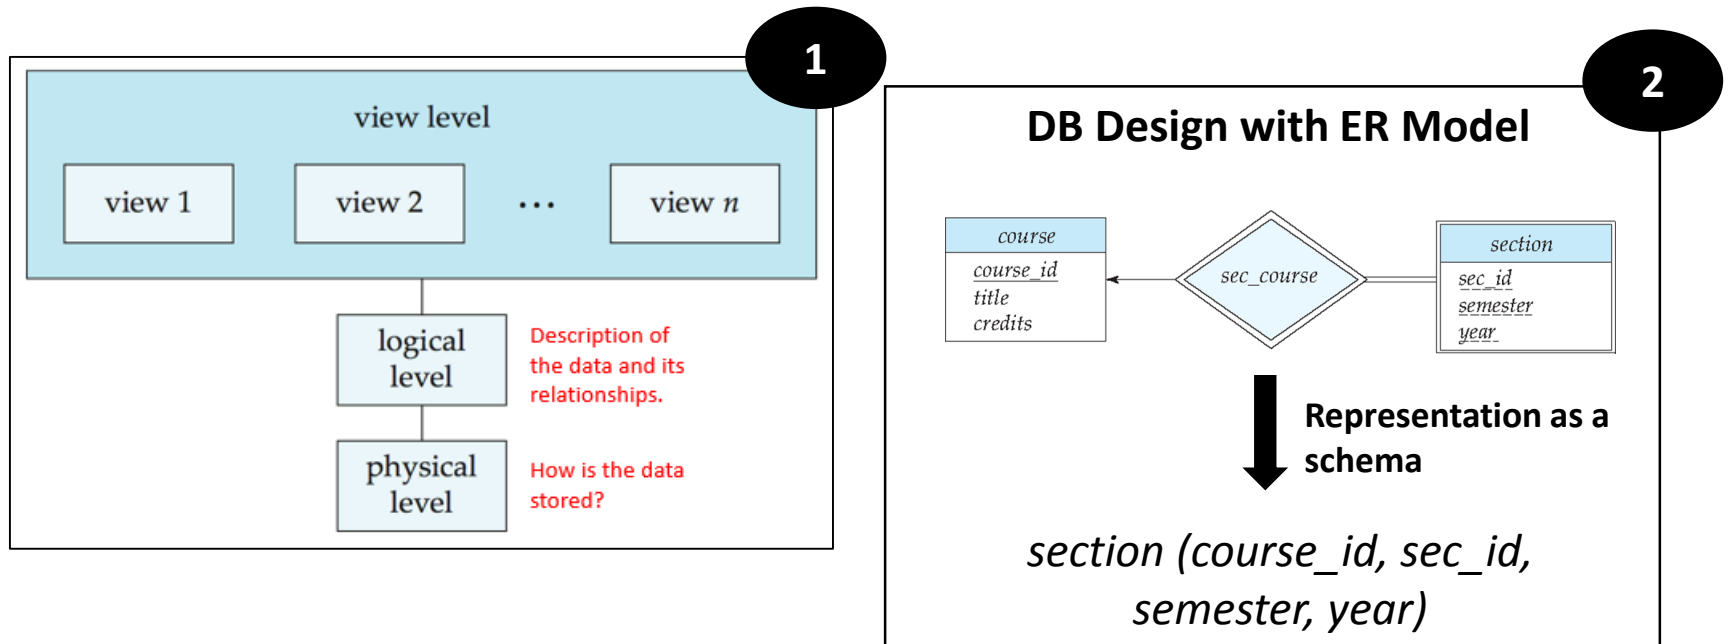 1
view level
view 1
view 2
...
view n
logical
level
Description of
the data and its
relationships.
physical
level
How is the data
stored?
2
DB Design with ER Model
course
course_id
title
credits
sec_course
section
sec_id
semester
year
Representation as a
schema
section (course_id, sec_id,
semester, year)